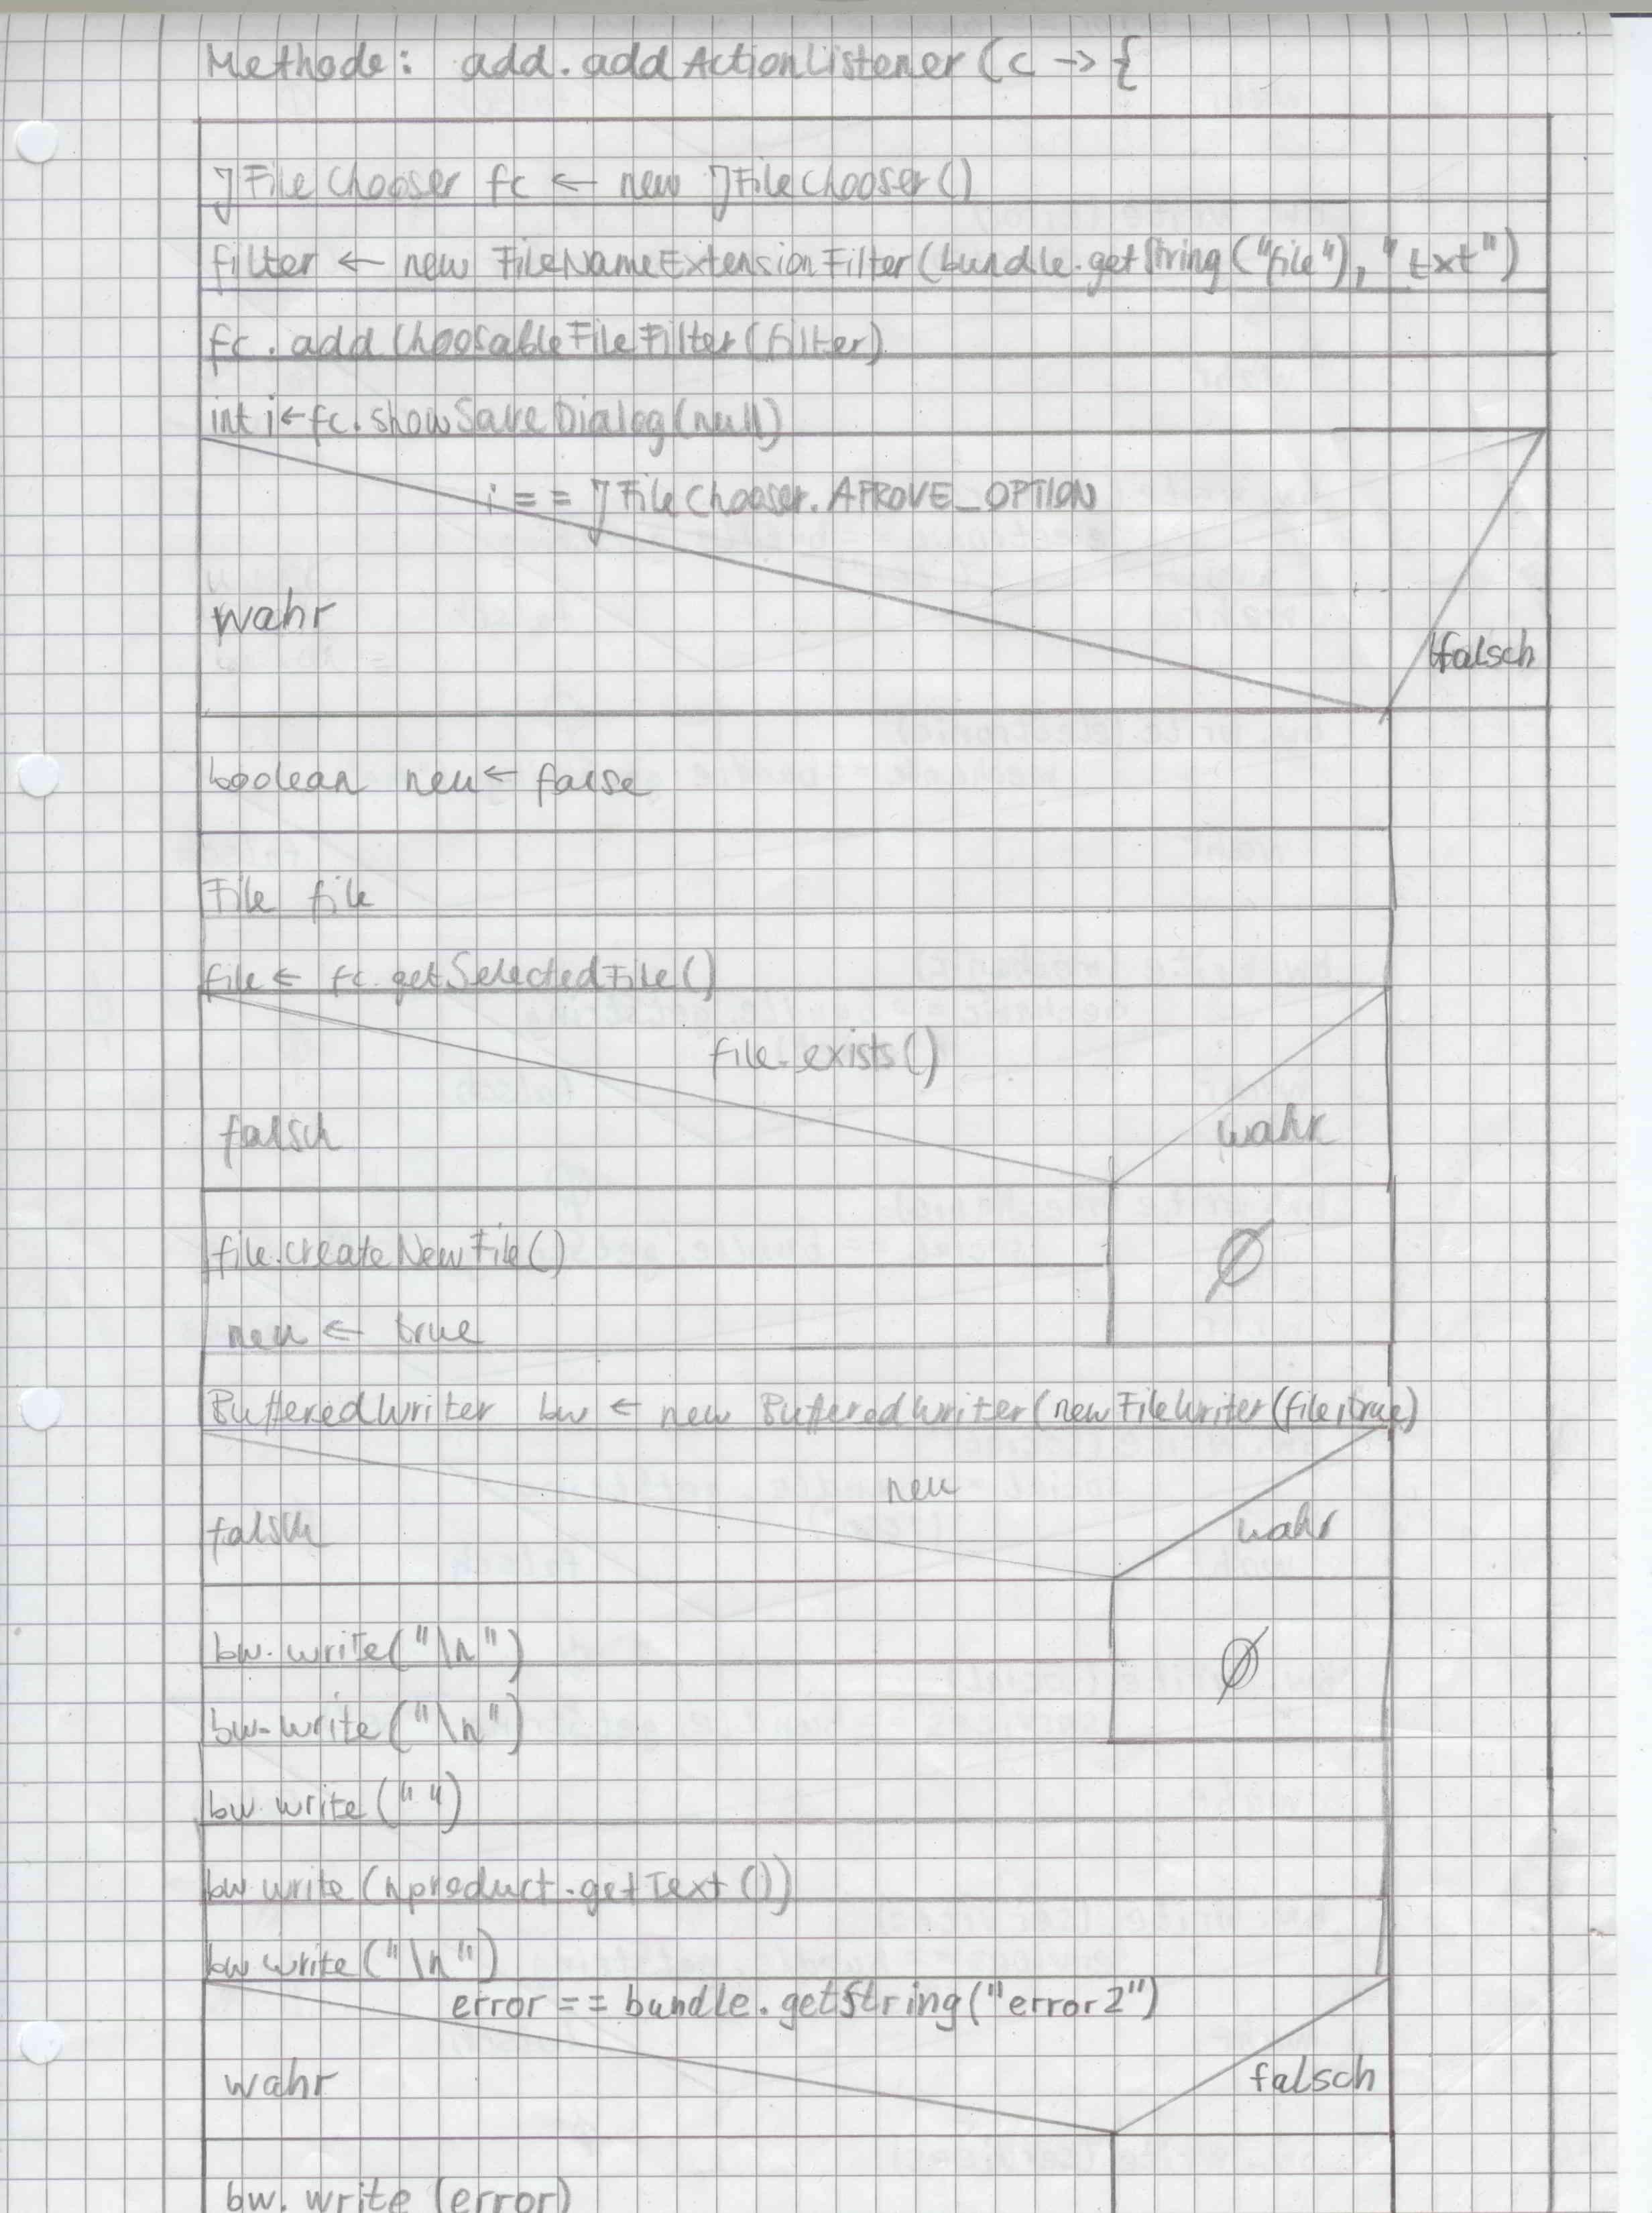 Methode: add.addActionListener(c -> {
JFileChooser fc ← new JFileChooser()
filter ← new FileNameExtensionFilter(bundle.getString("file"), "txt")
fc.addChoosableFileFilter(filter)
int i ← fc.showSaveDialog(null)
i == JFileChooser.APROVE_OPTION
wahr
falsch
boolean neu ← false
File file
file ← fc.getSelectedFile()
file.exists()
falsch wahr
file.createNewFile()
Ø
neu ← true
BufferedWriter bw ← new BufferedWriter(new FileWriter(file,true)
neu
falsch wahr
bw.write("\n")
Ø
bw.write("\n")
bw.write(" ")
bw.write(nproduct.getText())
bw.write("\n")
error == bundle.getString("error2")
wahr falsch
bw.write(error)